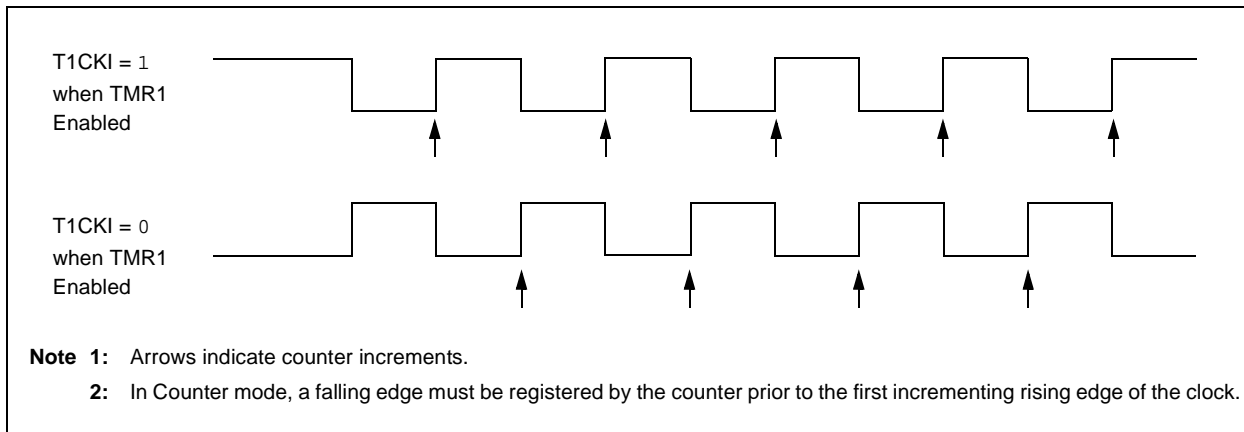 T1CKI = 1
when TMR1
Enabled
T1CKI = 0
when TMR1
Enabled
Note 1: Arrows indicate counter increments.
2: In Counter mode, a falling edge must be registered by the counter prior to the first incrementing rising edge of the clock.